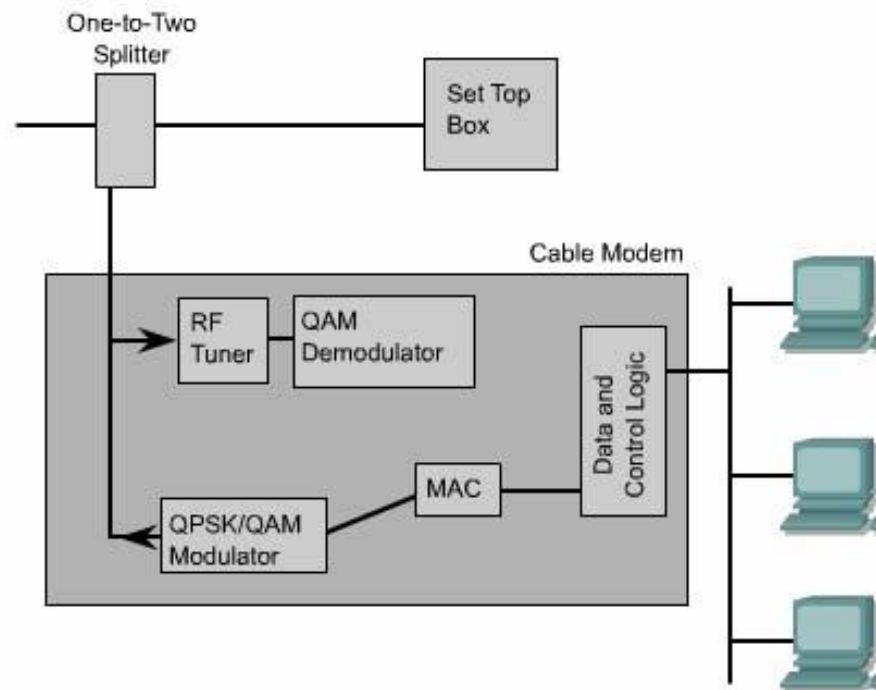 One-to-Two
Splitter
Set Top
Box
Cable Modem
RF
Tuner
QAM
Demodulator
Data and
Control Logic
MAC
QPSK/QAM
Modulator